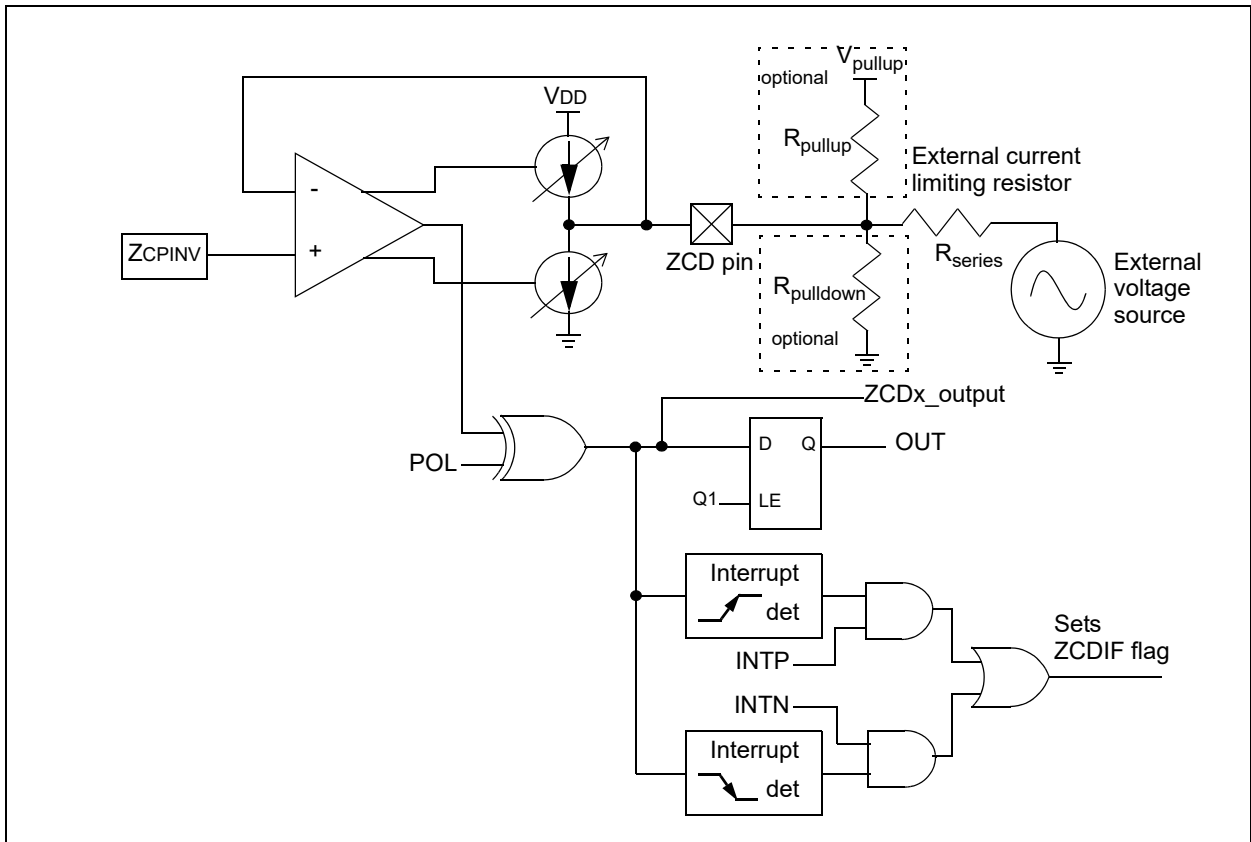 Vpullup
optional
VDD
Rpullup
External current
limiting resistor
-
+
ZCPINV
ZCD pin
Rseries
External
voltage
source
Rpulldown
optional
ZCDx_output
POL
D
Q
OUT
Q1
LE
Interrupt
det
INTP
Sets
ZCDIF flag
INTN
Interrupt
det